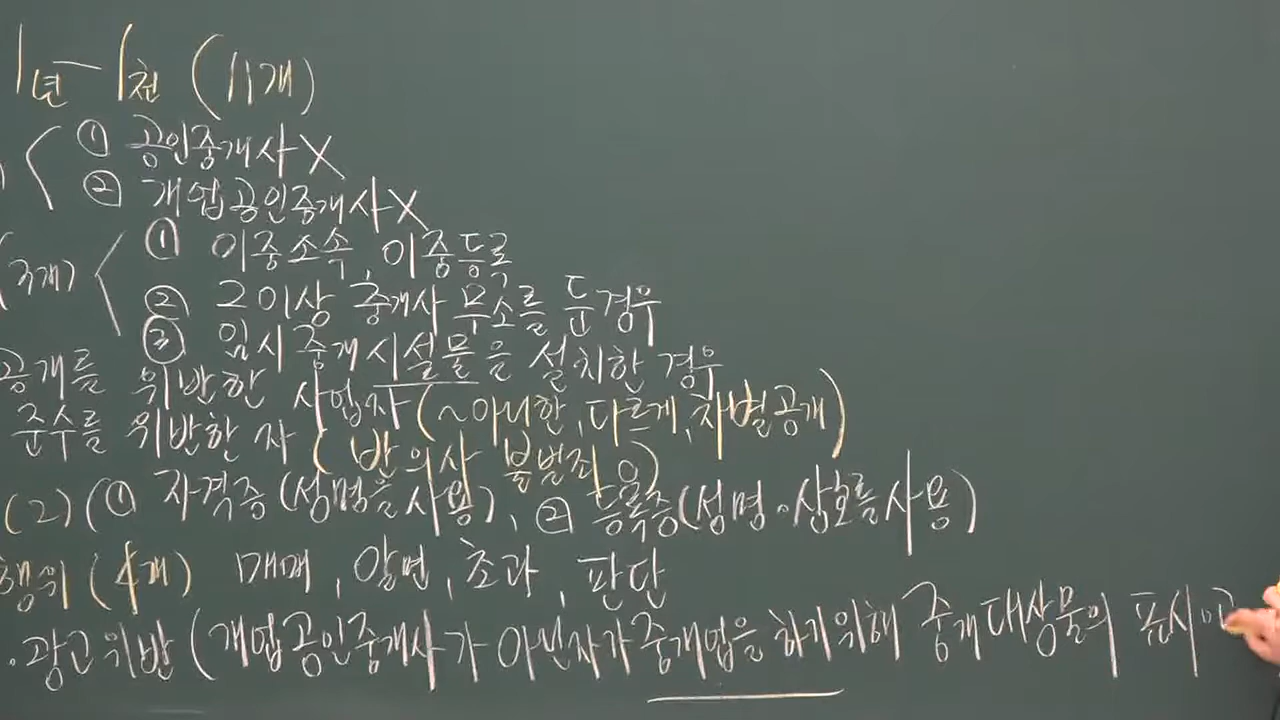 1년-1천 (11개)
① 공인중개사 X
② 개업공인중개사 X
① 이중소속, 이중등록
3개) ② 2이상 중개사무소를 둔경우
③ 임시 중개시설물을 설치한 경우
공개를 위반한 사업자 (~아니한, 다르게, 차별공개)
준수를 위반한 자 (반의사 불벌죄 O)
(2) (① 자격증 (성명을 사용), ② 등록증 (성명·상호를 사용)
행위 (4개) 매매, 알면, 초과, 판단
·광고위반 (개업공인중개사가 아닌자가 중개업을 하기위해 중개대상물의 표시